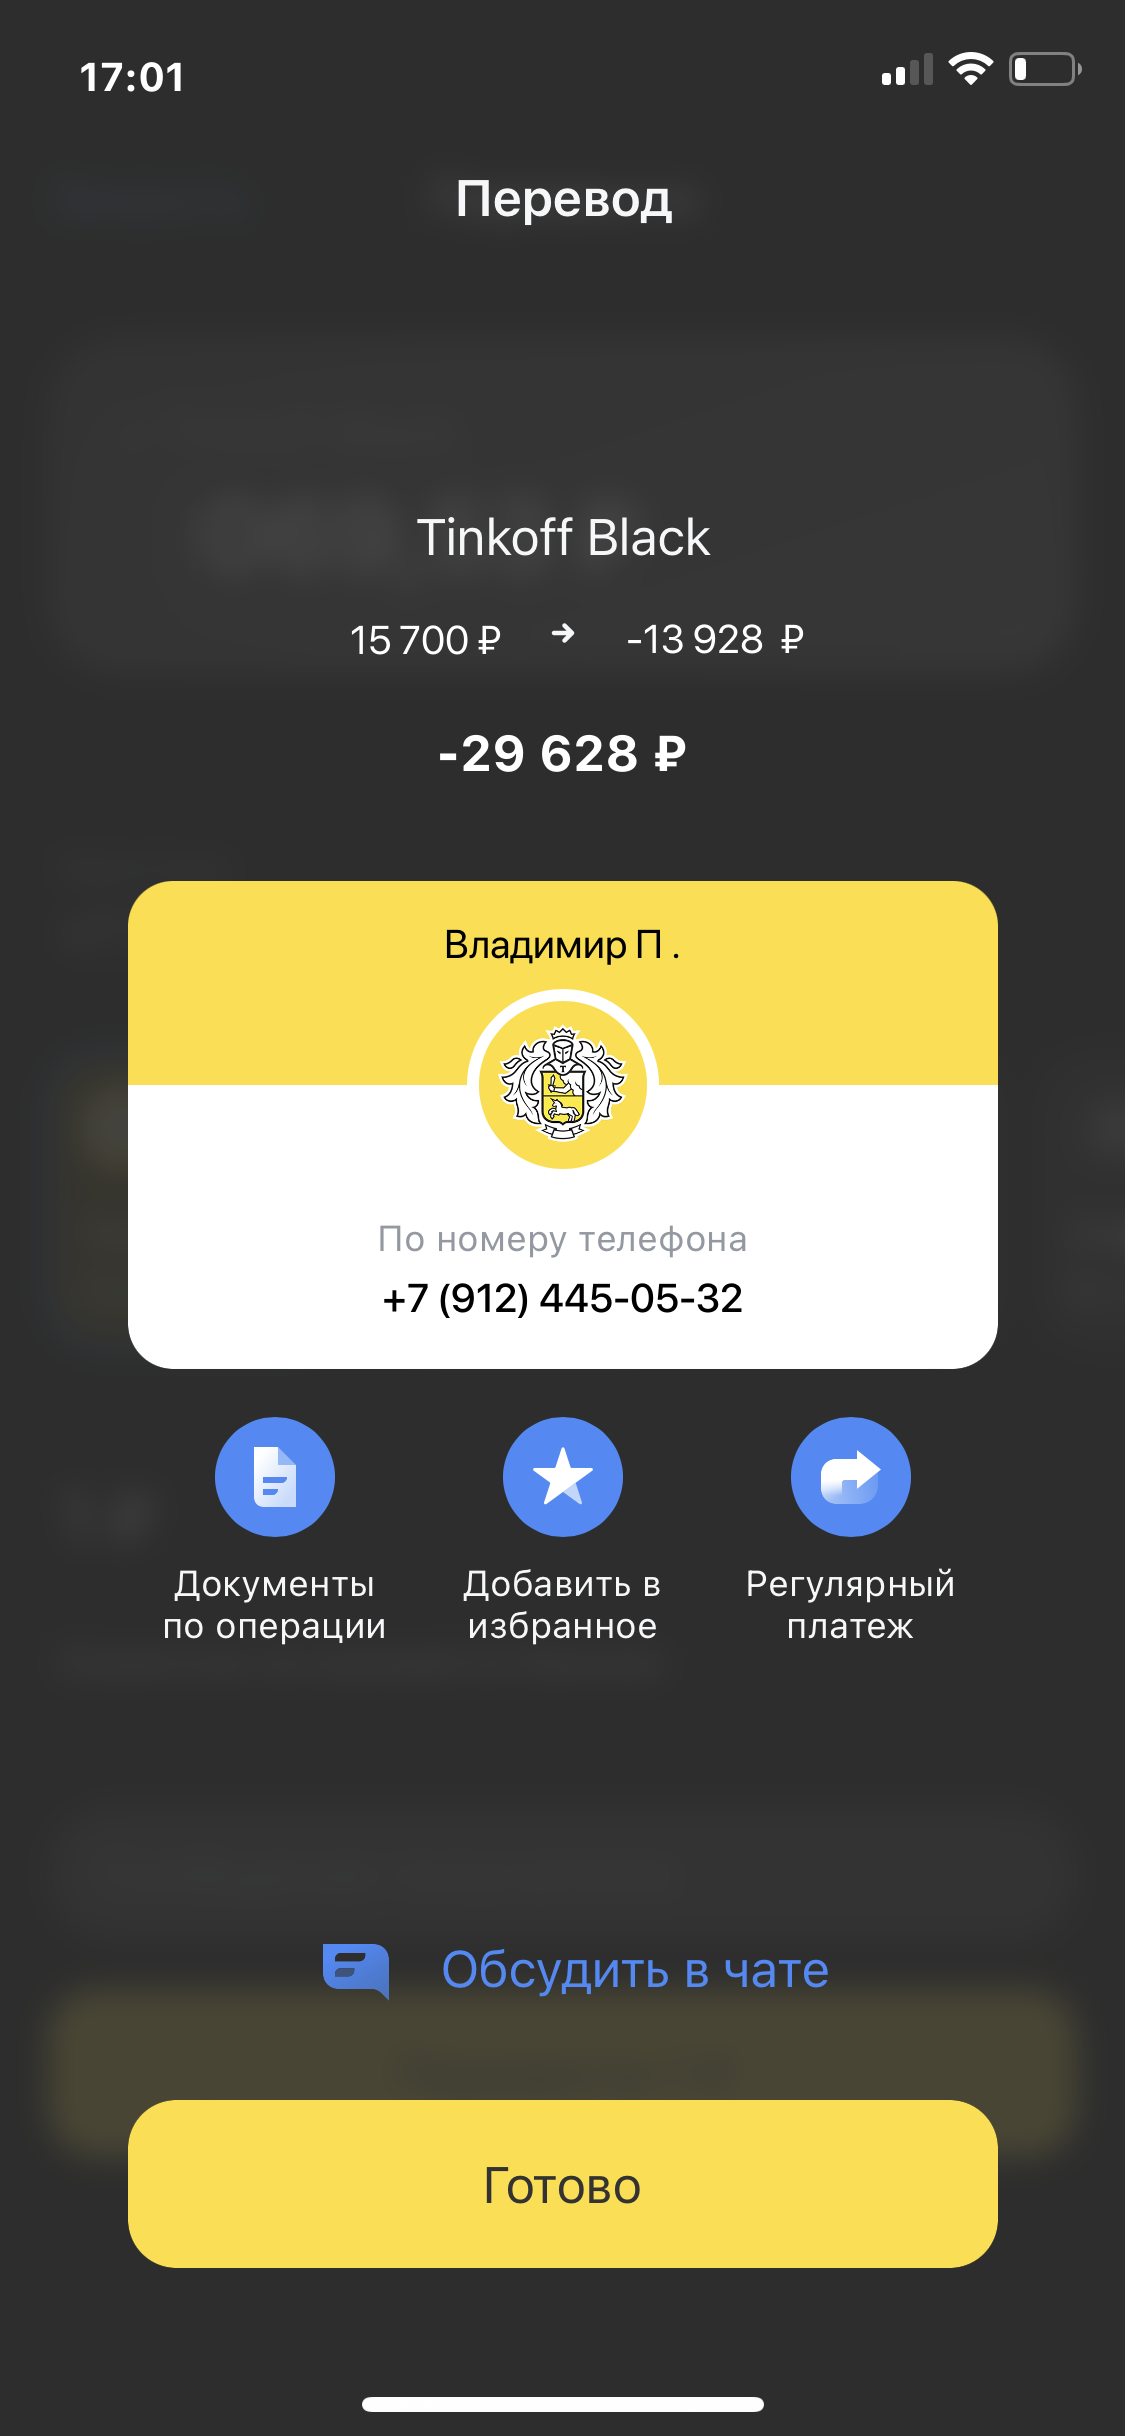 17:01
Перевод
Tinkoff Black
15 700 ₽ → -13 928 ₽
-29 628 ₽
Владимир П .
По номеру телефона
+7 (912) 445-05-32
Документы
по операции
Добавить в
избранное
Регулярный
платеж
Обсудить в чате
Готово